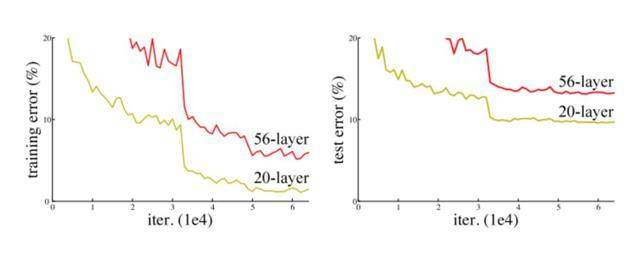 training error (%)
20
10
0
0 1 2 3 4 5 6
iter. (1e4)
56-layer
20-layer
test error (%)
20
10
0
0 1 2 3 4 5 6
iter. (1e4)
56-layer
20-layer